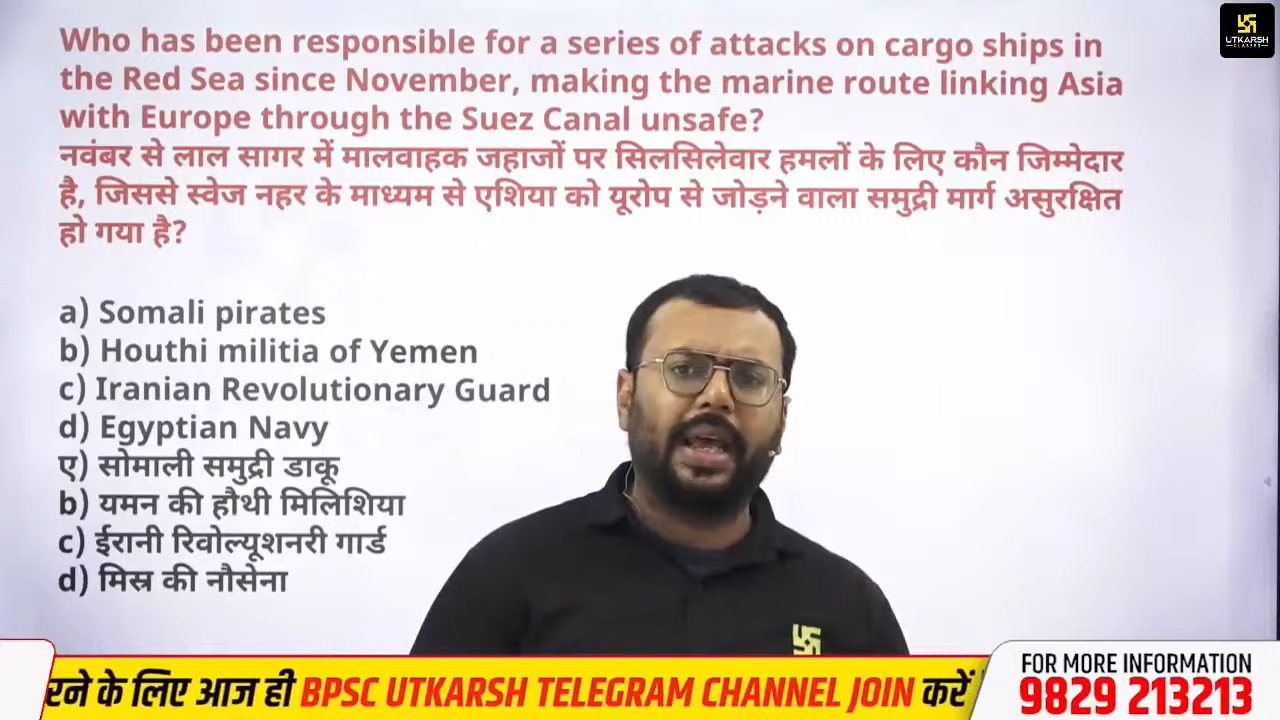 Who has been responsible for a series of attacks on cargo ships in
the Red Sea since November, making the marine route linking Asia
with Europe through the Suez Canal unsafe?
नवंबर से लाल सागर में मालवाहक जहाजों पर सिलसिलेवार हमलों के लिए कौन जिम्मेदार
है, जिससे स्वेज नहर के माध्यम से एशिया को यूरोप से जोड़ने वाला समुद्री मार्ग असुरक्षित
हो गया है?
a) Somali pirates
b) Houthi militia of Yemen
c) Iranian Revolutionary Guard
d) Egyptian Navy
ए) सोमाली समुद्री डाकू
b) यमन की हौथी मिलिशिया
c) ईरानी रिवोल्यूशनरी गार्ड
d) मिस्र की नौसेना
UTKARSH
CLASSES
रने के लिए आज ही BPSC UTKARSH TELEGRAM CHANNEL JOIN करें
FOR MORE INFORMATION
9829 213213